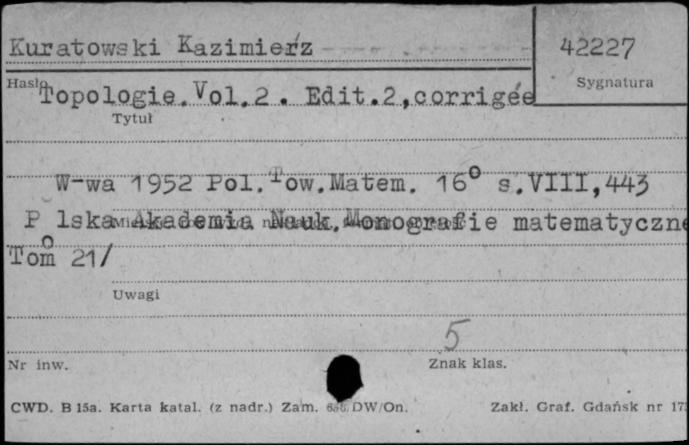 Kuratowski Kazimierz
42227
Hasło
Sygnatura
Topologie.Vol.2. Edit.2,corrigée
Tytuł
W-wa 1952 Pol.Tow.Matem. 16° s.VIII,443
Polska Akademia Nauk.Monografie matematyczne
Tom 21/
Uwagi
5
Nr inw.
Znak klas.
CWD. B 15a. Karta katal. (z nadr.) Zam. DW/On.
Zakł. Graf. Gdańsk nr